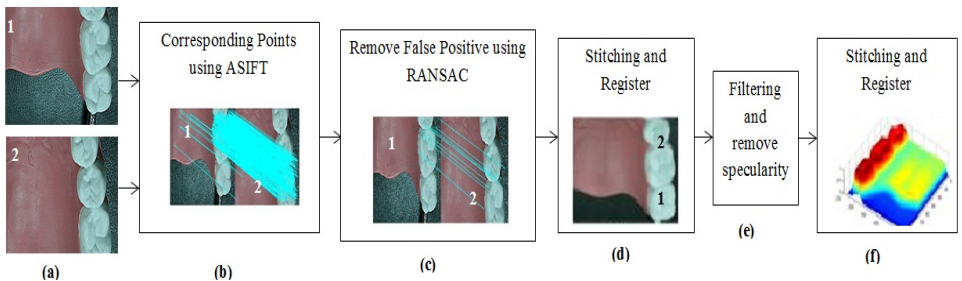 1
2
(a)
Corresponding Points
using ASIFT
1
2
(b)
Remove False Positive using
RANSAC
1
2
(c)
Stitching and
Register
2
1
(d)
Filtering
and
remove
specularity
(e)
Stitching and
Register
(f)